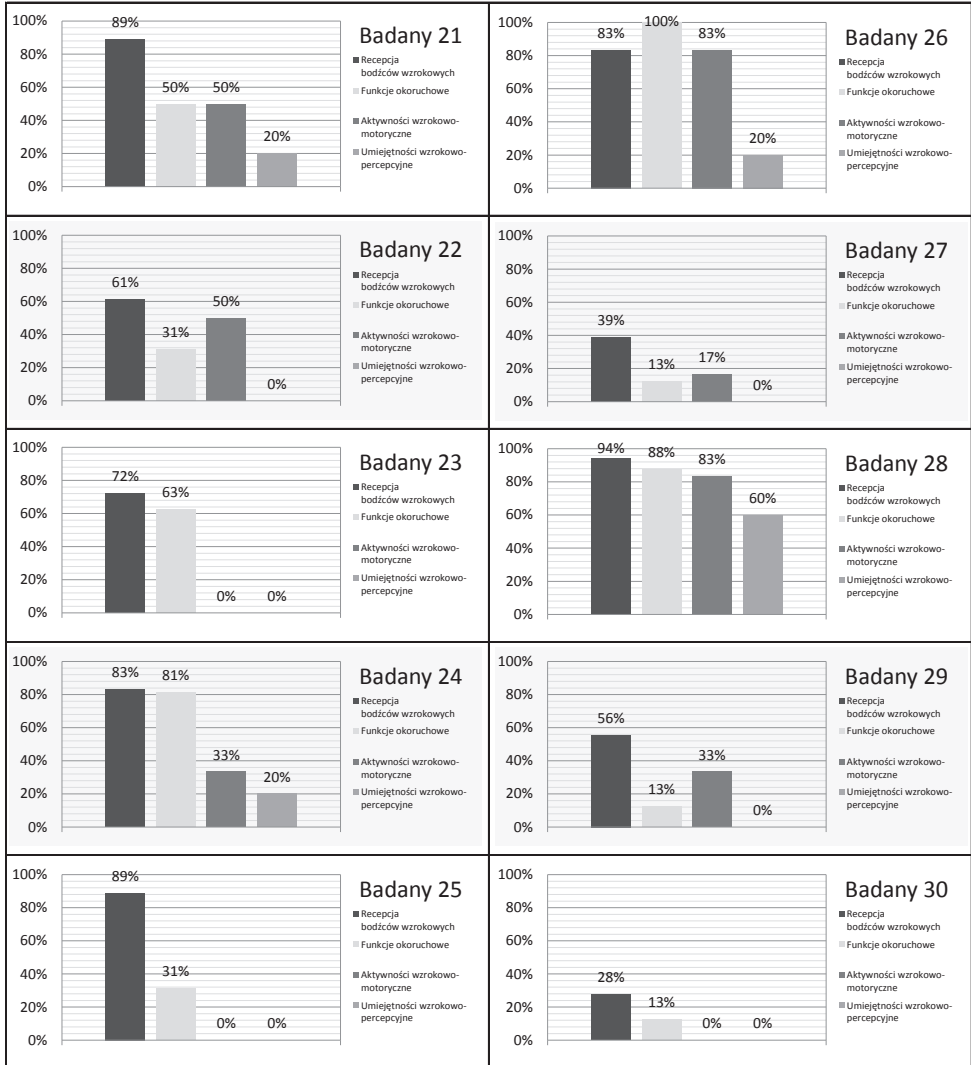 100%
80%
60%
40%
20%
0%
89%
50%
50%
20%
Badany 21
Recepcja
bodźców wzrokowych
Funkcje okoruchowe
Aktywności wzrokowo-
motoryczne
Umiejętności wzrokowo-
percepcyjne
100%
80%
60%
40%
20%
0%
83%
100%
83%
20%
Badany 26
Recepcja
bodźców wzrokowych
Funkcje okoruchowe
Aktywności wzrokowo-
motoryczne
Umiejętności wzrokowo-
percepcyjne
100%
80%
60%
40%
20%
0%
61%
31%
50%
0%
Badany 22
Recepcja
bodźców wzrokowych
Funkcje okoruchowe
Aktywności wzrokowo-
motoryczne
Umiejętności wzrokowo-
percepcyjne
100%
80%
60%
40%
20%
0%
39%
13%
17%
0%
Badany 27
Recepcja
bodźców wzrokowych
Funkcje okoruchowe
Aktywności wzrokowo-
motoryczne
Umiejętności wzrokowo-
percepcyjne
100%
80%
60%
40%
20%
0%
72%
63%
0%
0%
Badany 23
Recepcja
bodźców wzrokowych
Funkcje okoruchowe
Aktywności wzrokowo-
motoryczne
Umiejętności wzrokowo-
percepcyjne
100%
80%
60%
40%
20%
0%
94%
88%
83%
60%
Badany 28
Recepcja
bodźców wzrokowych
Funkcje okoruchowe
Aktywności wzrokowo-
motoryczne
Umiejętności wzrokowo-
percepcyjne
100%
80%
60%
40%
20%
0%
83%
81%
33%
20%
Badany 24
Recepcja
bodźców wzrokowych
Funkcje okoruchowe
Aktywności wzrokowo-
motoryczne
Umiejętności wzrokowo-
percepcyjne
100%
80%
60%
40%
20%
0%
56%
13%
33%
0%
Badany 29
Recepcja
bodźców wzrokowych
Funkcje okoruchowe
Aktywności wzrokowo-
motoryczne
Umiejętności wzrokowo-
percepcyjne
100%
80%
60%
40%
20%
0%
89%
31%
0%
0%
Badany 25
Recepcja
bodźców wzrokowych
Funkcje okoruchowe
Aktywności wzrokowo-
motoryczne
Umiejętności wzrokowo-
percepcyjne
100%
80%
60%
40%
20%
0%
28%
13%
0%
0%
Badany 30
Recepcja
bodźców wzrokowych
Funkcje okoruchowe
Aktywności wzrokowo-
motoryczne
Umiejętności wzrokowo-
percepcyjne